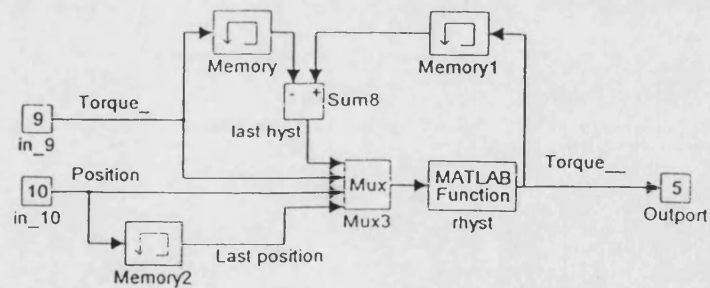 Memory
Memory1
Torque_
- +
Sum8
9
in_9
last hyst
Position
10
in_10
Mux
Mux3
MATLAB
Function
rhyst
Torque__
5
Outport
Memory2
Last position